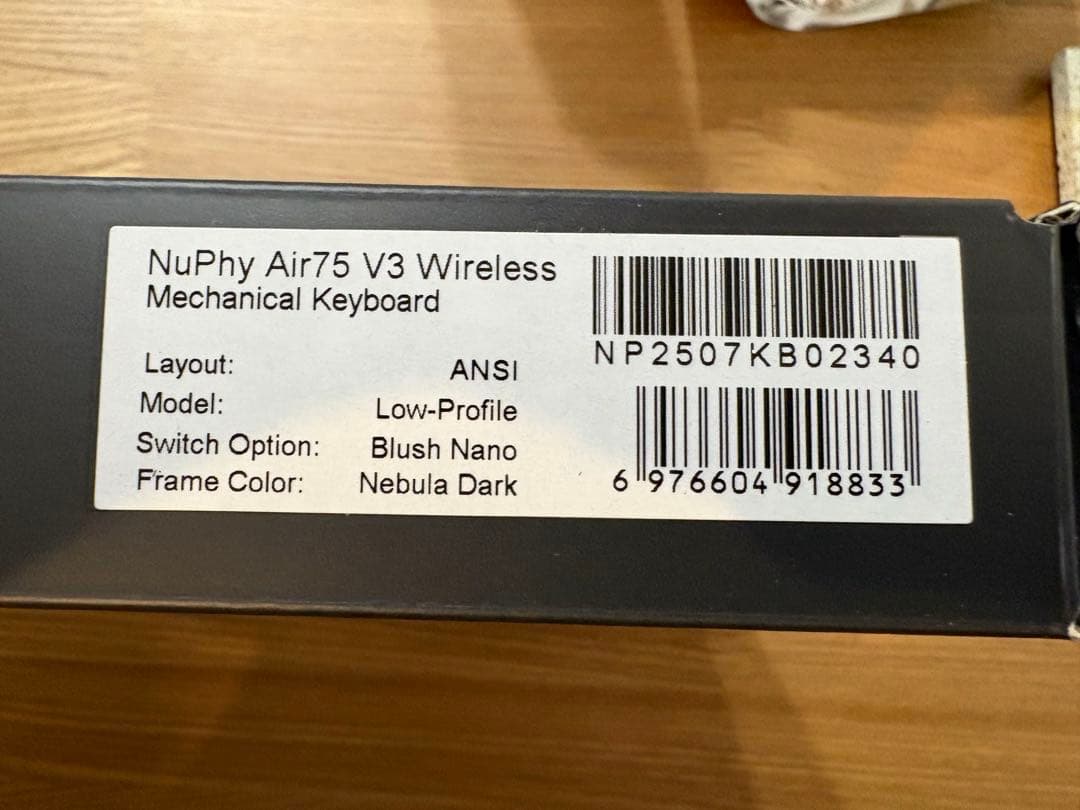 NuPhy Air75 V3 Wireless
Mechanical Keyboard
Layout: ANSI
Model: Low-Profile
Switch Option: Blush Nano
Frame Color: Nebula Dark
NP2507KB02340
6 976604 918833